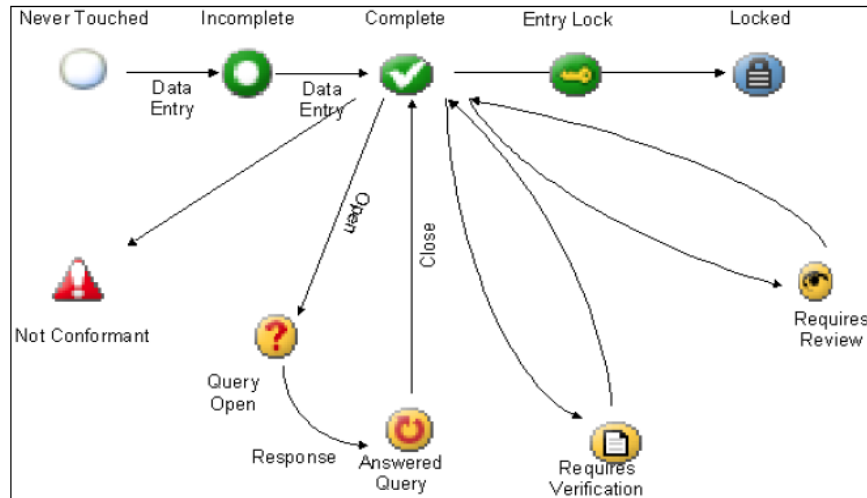 Never Touched
Incomplete
Complete
Entry Lock
Locked
Data
Entry
Data
Entry
Open
Close
Not Conformant
Query
Open
Response
Answered
Query
Requires
Verification
Requires
Review